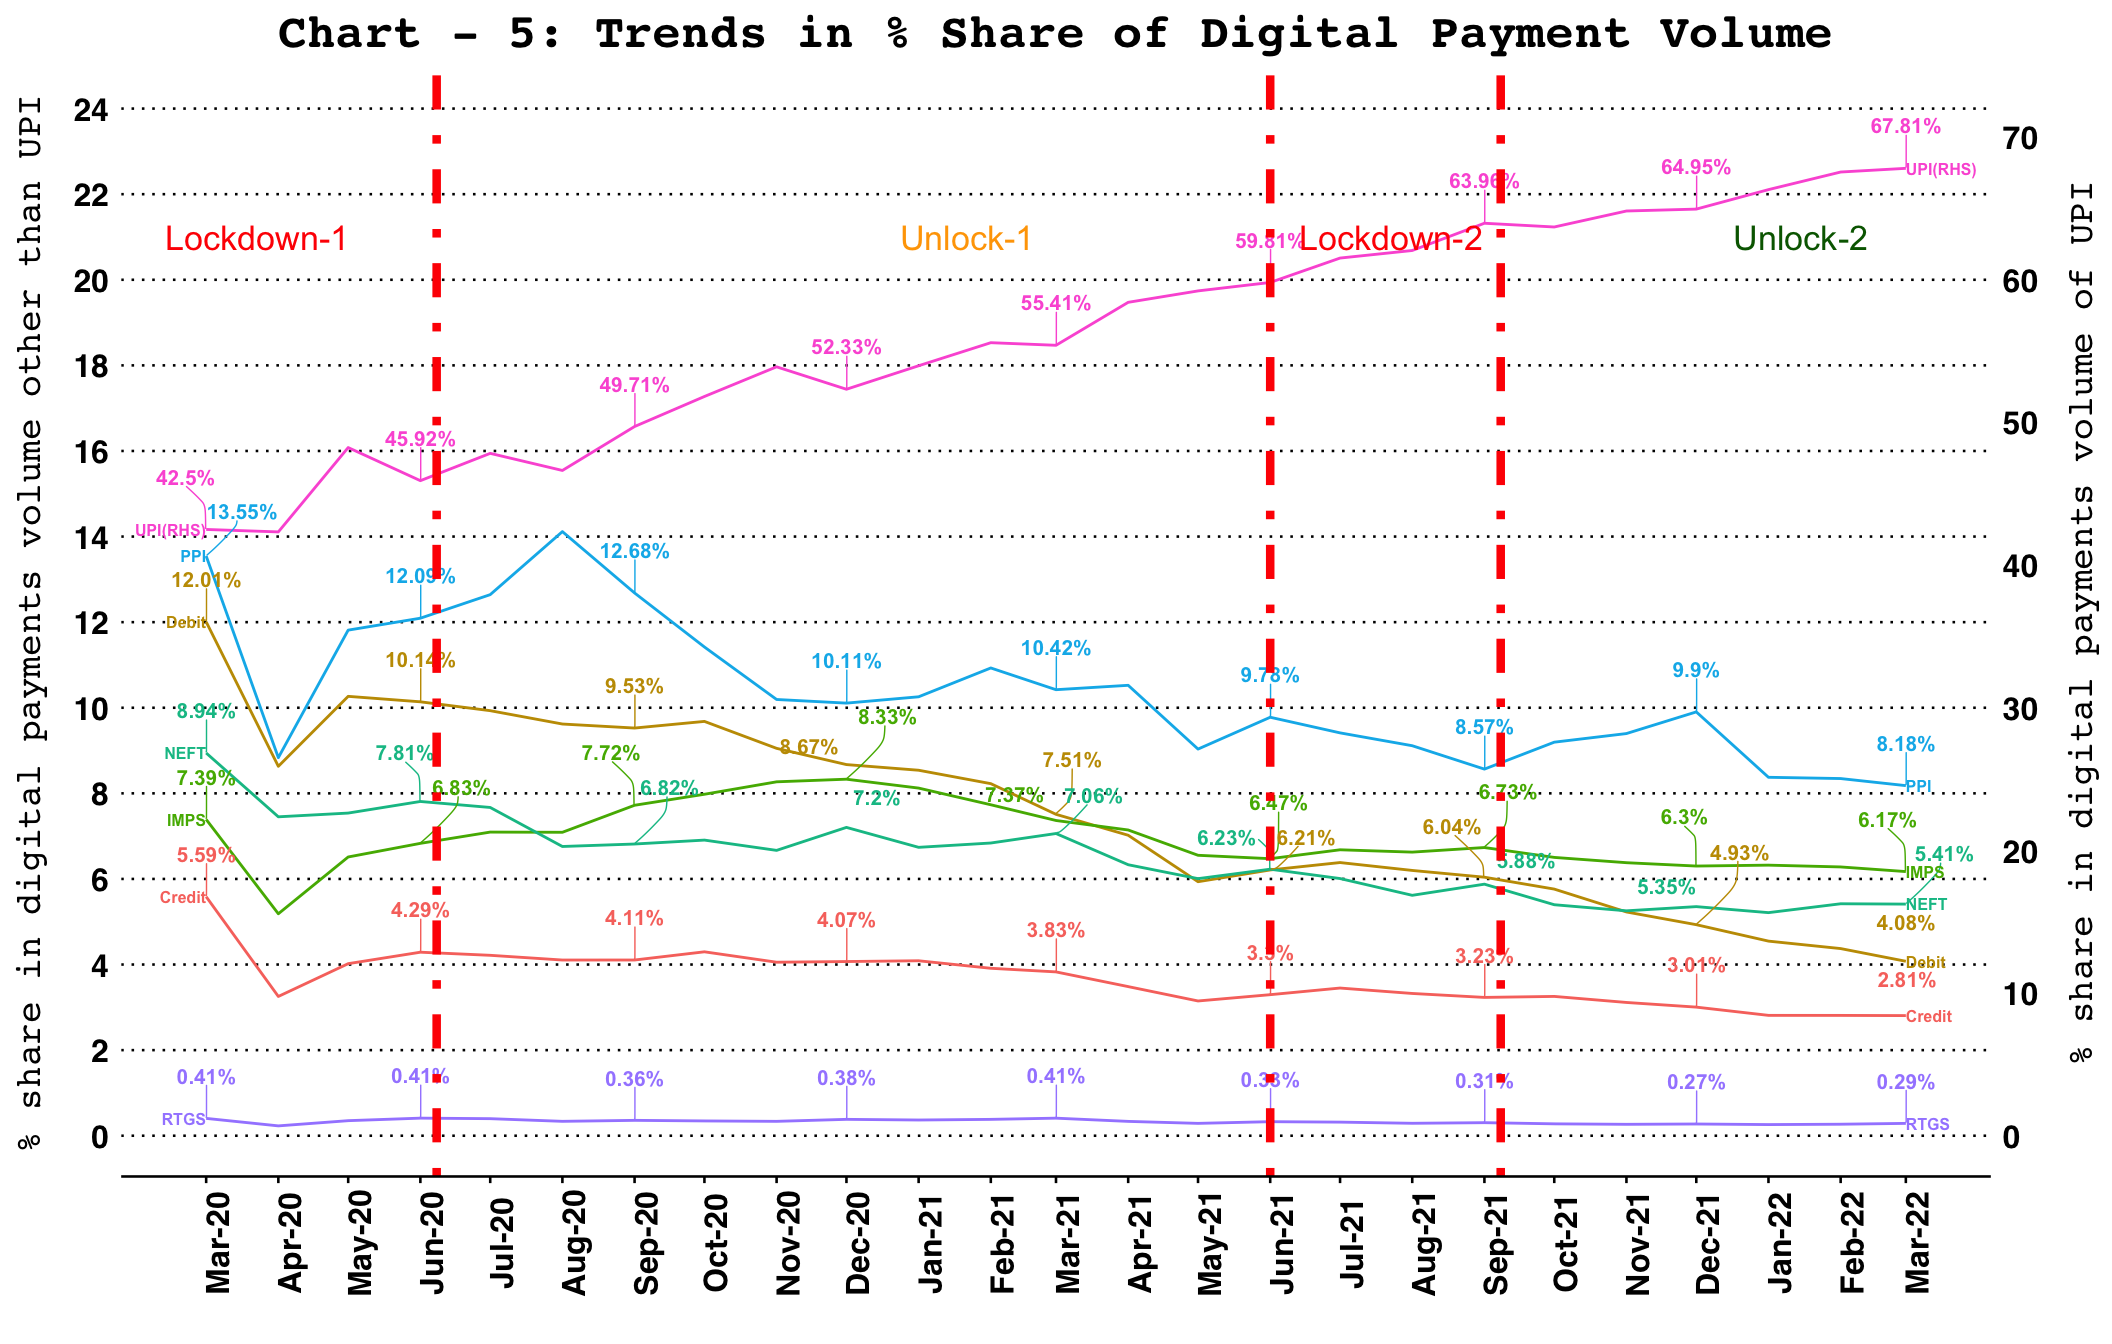 Chart - 5: Trends in % Share of Digital Payment Volume
% share in digital payments volume other than UPI
% share in digital payments volume of UPI
24
22
20
18
16
14
12
10
8
6
4
2
0
70
60
50
40
30
20
10
0
Lockdown-1
Unlock-1
Lockdown-2
Unlock-2
42.5%
45.92%
49.71%
52.33%
55.41%
59.81%
63.96%
64.95%
67.81%
UPI(RHS)
UPI(RHS)
13.55%
12.09%
12.68%
10.11%
10.42%
9.78%
8.57%
9.9%
8.18%
PPI
PPI
12.01%
10.14%
9.53%
8.67%
7.51%
6.21%
6.04%
4.93%
4.08%
Debit
Debit
8.94%
7.81%
6.82%
7.2%
7.06%
6.23%
5.88%
5.35%
5.41%
NEFT
NEFT
7.39%
6.83%
7.72%
8.33%
7.37%
6.47%
6.73%
6.3%
6.17%
IMPS
IMPS
5.59%
4.29%
4.11%
4.07%
3.83%
3.3%
3.23%
3.01%
2.81%
Credit
Credit
0.41%
0.41%
0.36%
0.38%
0.41%
0.33%
0.31%
0.27%
0.29%
RTGS
RTGS
Mar-20
Apr-20
May-20
Jun-20
Jul-20
Aug-20
Sep-20
Oct-20
Nov-20
Dec-20
Jan-21
Feb-21
Mar-21
Apr-21
May-21
Jun-21
Jul-21
Aug-21
Sep-21
Oct-21
Nov-21
Dec-21
Jan-22
Feb-22
Mar-22